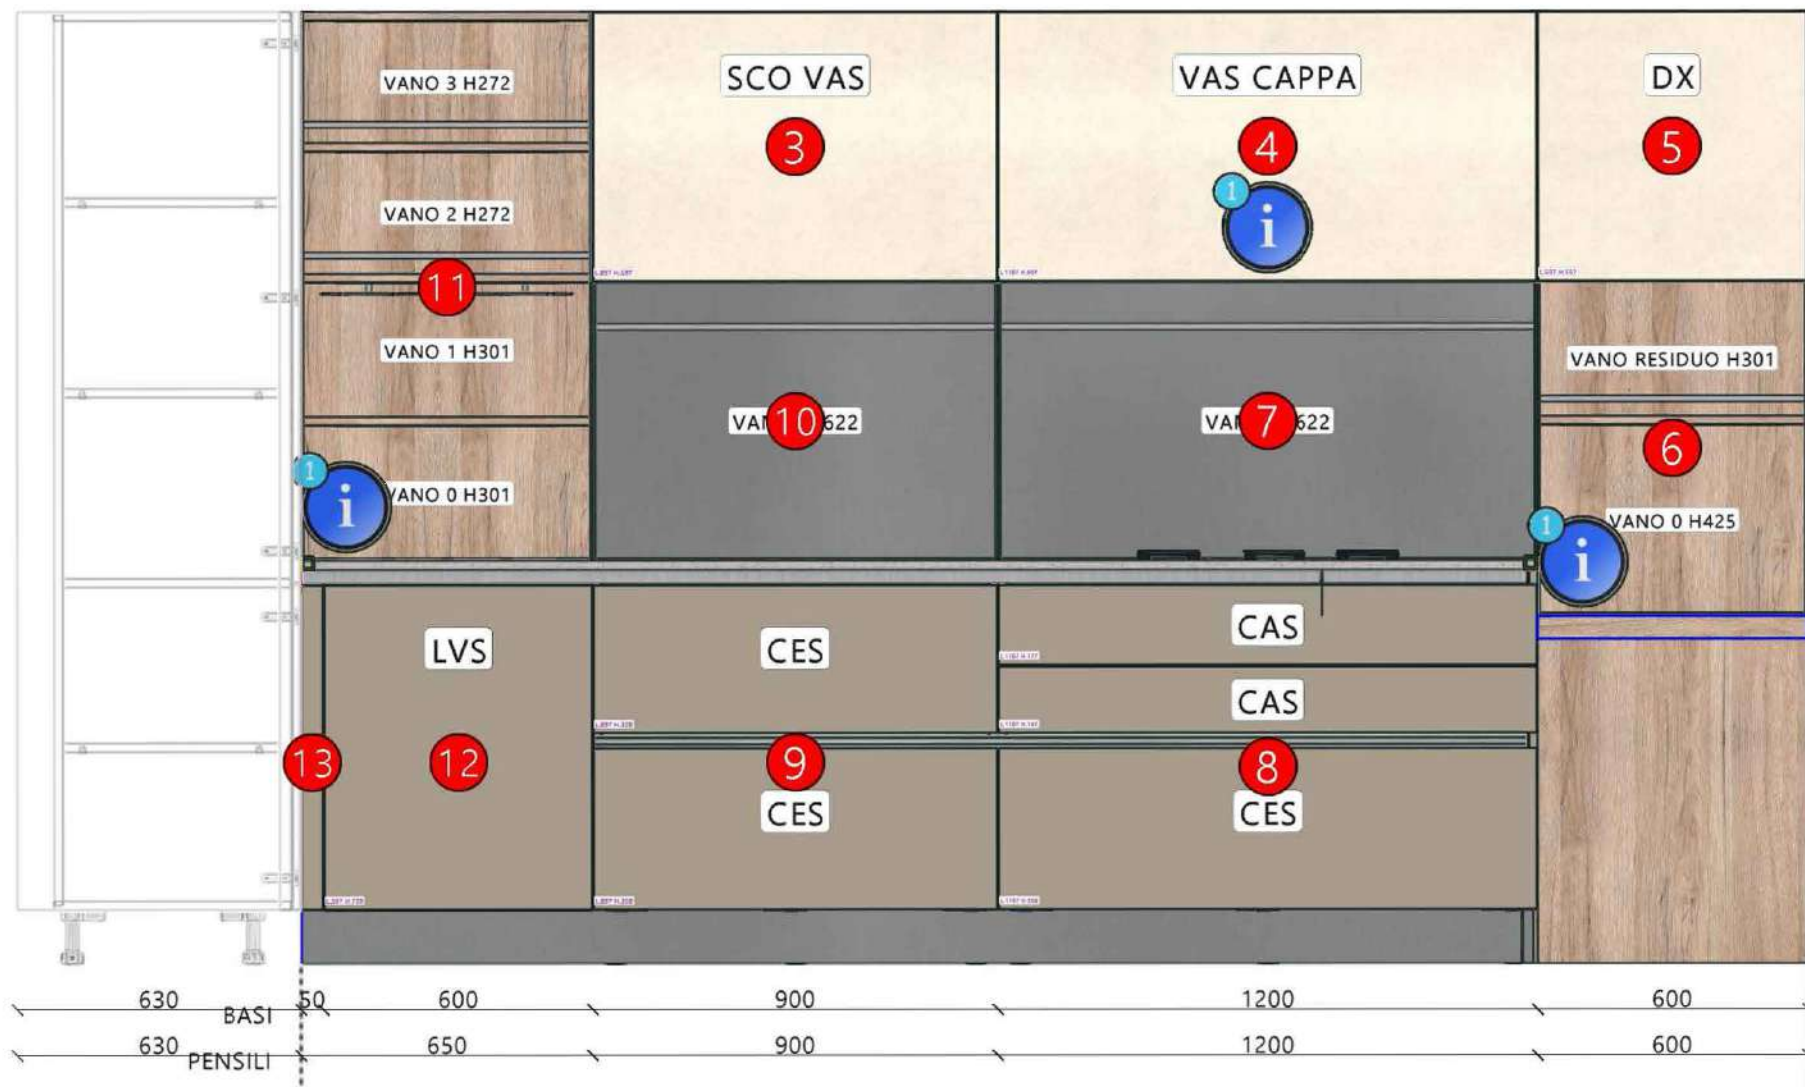 VANO 3 H272
SCO VAS
VAS CAPPA
DX
3
4
5
1
i
VANO 2 H272
11
VANO 1 H301
VANO RESIDUO H301
10
622
7
622
6
1
i
VANO 0 H301
1
i
VANO 0 H425
LVS
CES
CAS
CAS
13
12
9
8
CES
CES
630
50
600
900
1200
600
BASI
630
650
900
1200
600
PENSILI